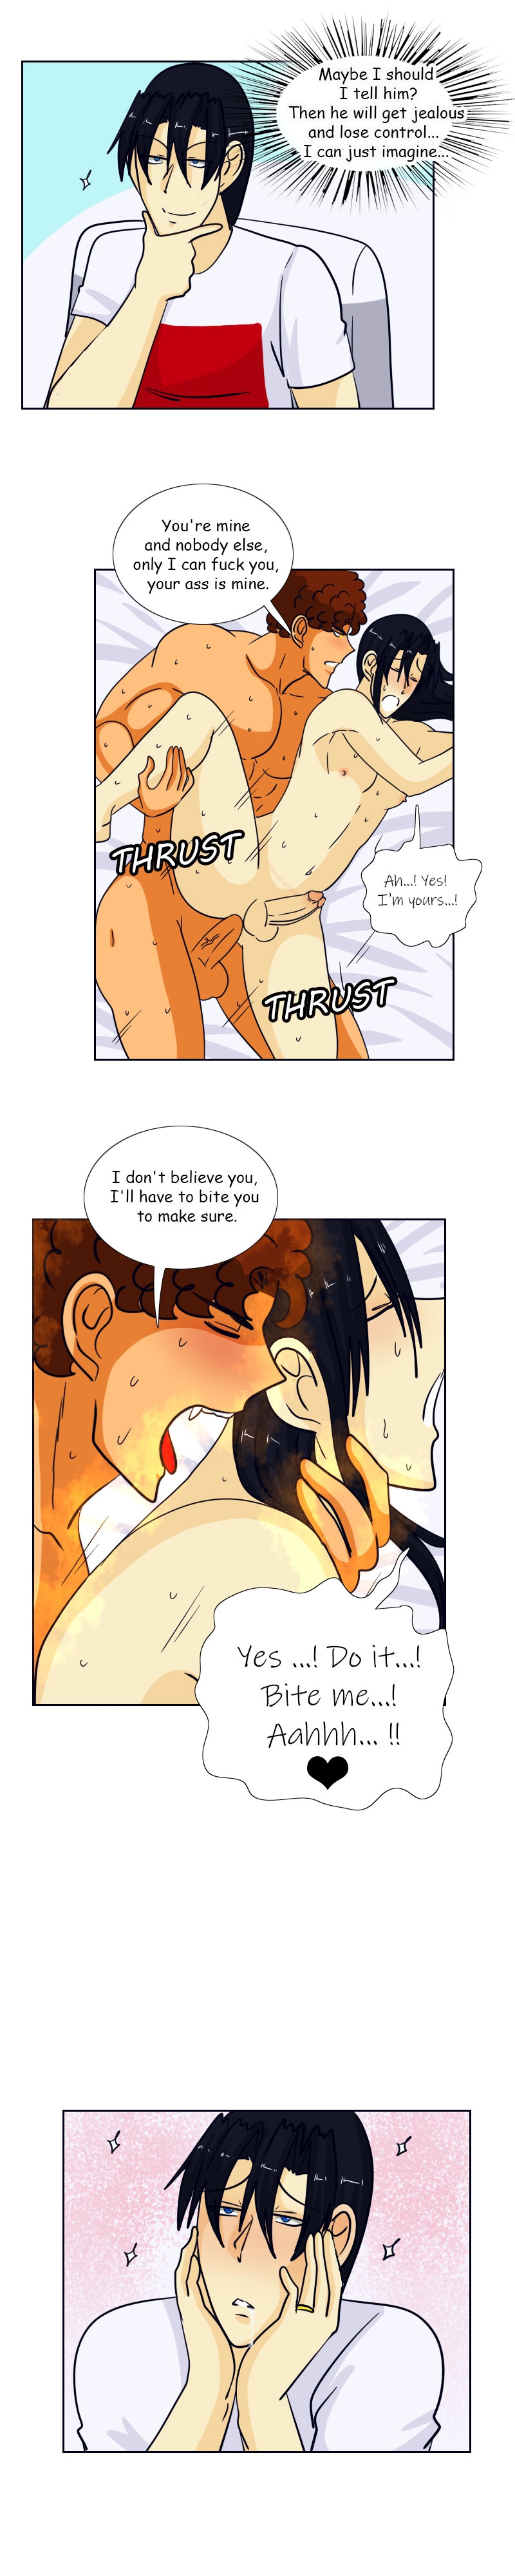 Maybe I should
I tell him?
Then he will get jealous
and lose control...
I can just imagine...
You're mine
and nobody else,
only I can fuck you,
your ass is mine.
THRUST
Ah...! Yes!
I'm yours...!
THRUST
I don't believe you,
I'll have to bite you
to make sure.
Yes ...! Do it...!
Bite me...!
Aahhh... !!